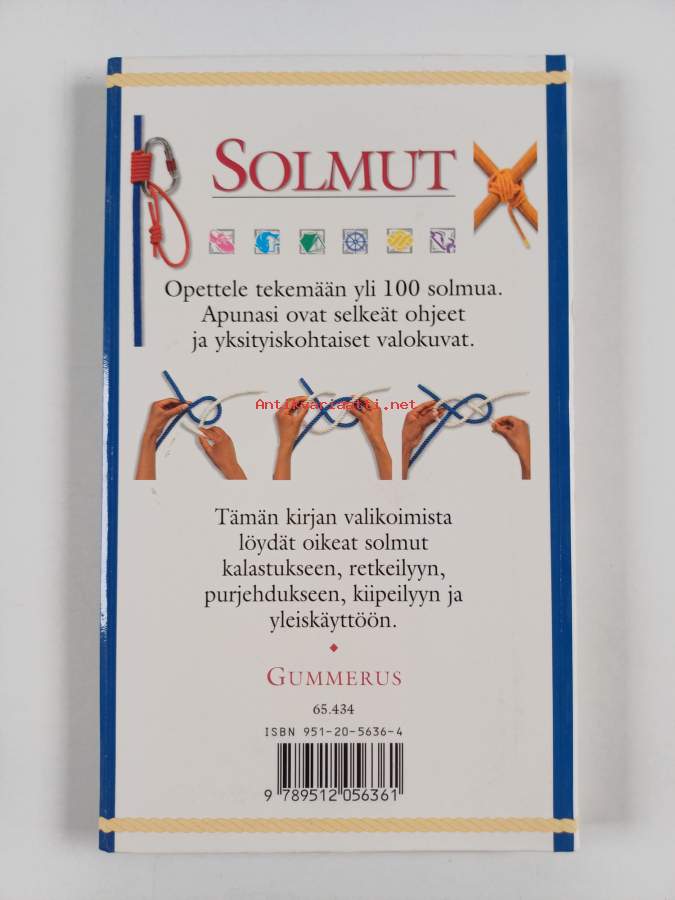 SOLMUT
Opettele tekemään yli 100 solmua.
Apunasi ovat selkeät ohjeet
ja yksityiskohtaiset valokuvat.
Antikvariaatti.net
Tämän kirjan valikoimista
löydät oikeat solmut
kalastukseen, retkeilyyn,
purjehdukseen, kiipeilyyn ja
yleiskäyttöön.
GUMMERUS
65.434
ISBN 951-20-5636-4
9 789512 056361